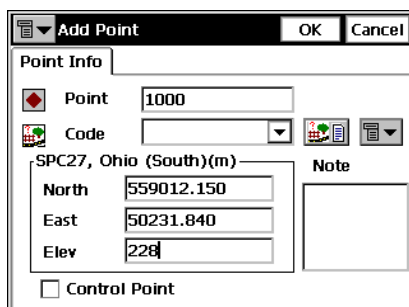 Add Point OK Cancel
Point Info
Point 1000
Code
SPC27, Ohio (South)(m)
Note
North 559012.150
East 50231.840
Elev 228
Control Point